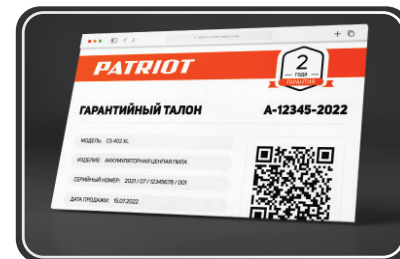 PATRIOT
2
ГОДА
ГАРАНТИЯ
ГАРАНТИЙНЫЙ ТАЛОН
A-12345-2022
МОДЕЛЬ: CS 402 XL
ИЗДЕЛИЕ: АККУМУЛЯТОРНАЯ ЦЕПНАЯ ПИЛА
СЕРИЙНЫЙ НОМЕР: 2021 / 07 / 12345678 / 001
ДАТА ПРОДАЖИ: 15.07.2022